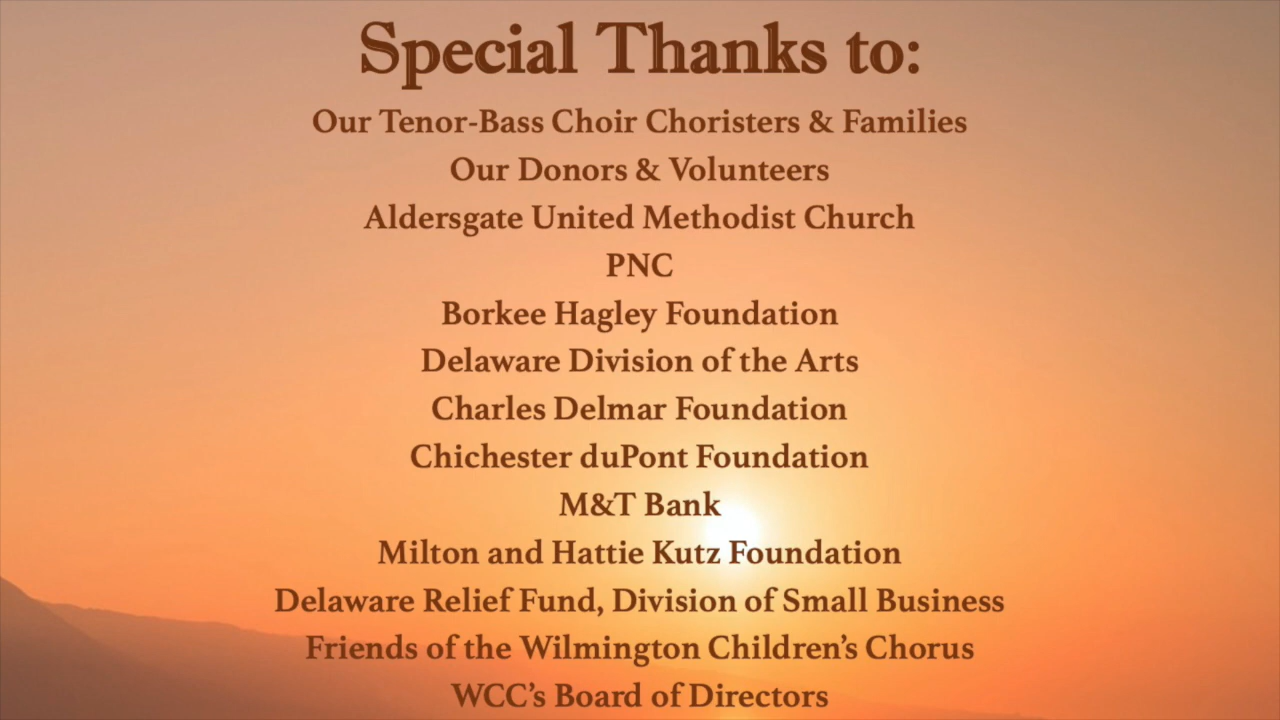 Special Thanks to:
Our Tenor-Bass Choir Choristers & Families
Our Donors & Volunteers
Aldersgate United Methodist Church
PNC
Borkee Hagley Foundation
Delaware Division of the Arts
Charles Delmar Foundation
Chichester duPont Foundation
M&T Bank
Milton and Hattie Kutz Foundation
Delaware Relief Fund, Division of Small Business
Friends of the Wilmington Children’s Chorus
WCC’s Board of Directors